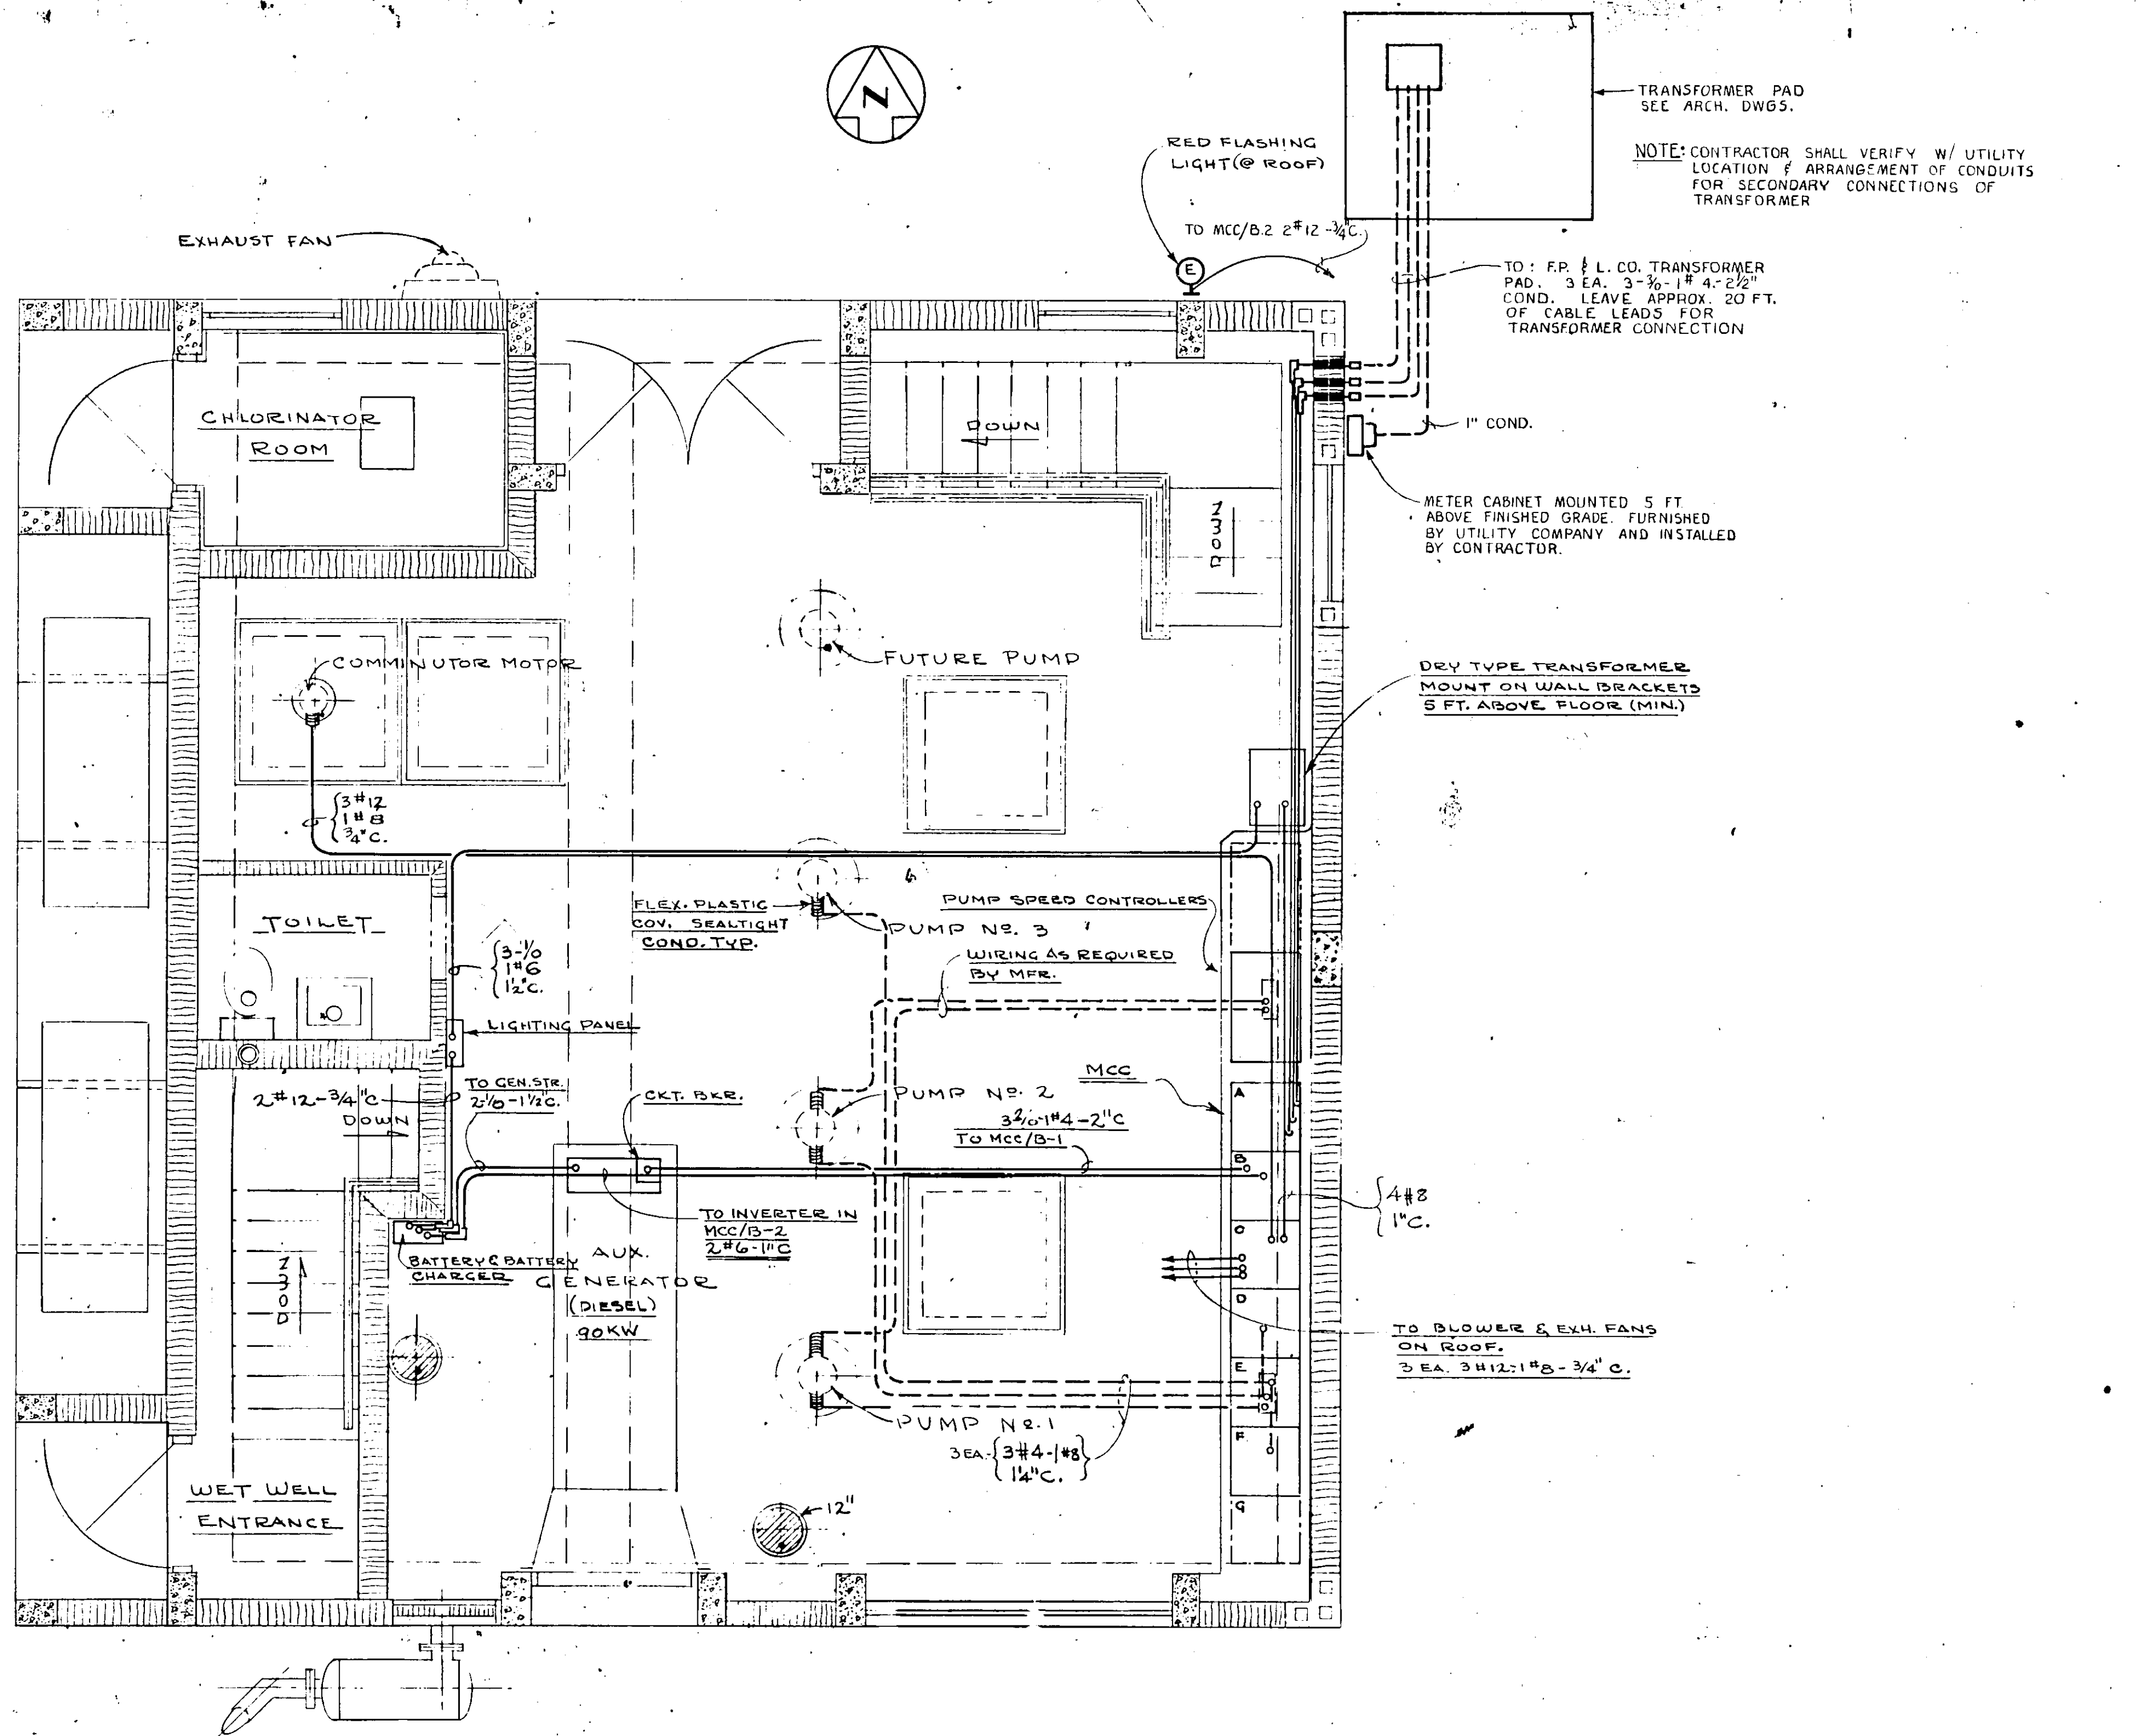 N
TRANSFORMER PAD
SEE ARCH. DWGS.
NOTE: CONTRACTOR SHALL VERIFY W/ UTILITY
LOCATION & ARRANGEMENT OF CONDUITS
FOR SECONDARY CONNECTIONS OF
TRANSFORMER
RED FLASHING
LIGHT (@ ROOF)
TO MCC/B.2 2#12-3/4"C.
E
EXHAUST FAN
TO: F.P. & L. CO. TRANSFORMER
PAD. 3 EA. 3-3/0-1#4-2½"
COND. LEAVE APPROX. 20 FT.
OF CABLE LEADS FOR
TRANSFORMER CONNECTION
CHLORINATOR
ROOM
DOWN
1" COND.
METER CABINET MOUNTED 5 FT.
ABOVE FINISHED GRADE. FURNISHED
BY UTILITY COMPANY AND INSTALLED
BY CONTRACTOR.
DOWN
COMMINUTOR MOTOR
FUTURE PUMP
DRY TYPE TRANSFORMER
MOUNT ON WALL BRACKETS
5 FT. ABOVE FLOOR (MIN.)
3#12
1#8
3/4"C.
TOILET
FLEX. PLASTIC
COV. SEALTIGHT
COND. TYP.
PUMP SPEED CONTROLLERS
PUMP NO. 3
3-1/0
1#6
1½"C.
WIRING AS REQUIRED
BY MFR.
LIGHTING PANEL
2#12-3/4"C
DOWN
TO GEN. STR.
2-1/0-1½"C.
CKT. BKR.
PUMP NO. 2
MCC
A
3-2/0-1#4-2"C
TO MCC/B-1
B
4#8
1"C.
TO INVERTER IN
MCC/B-2
2#6-1"C
C
BATTERY & BATTERY
CHARGER
AUX.
GENERATOR
(DIESEL)
90KW
DOWN
D
TO BLOWER & EXH. FANS
ON ROOF.
3 EA. 3#12-1#8-3/4"C.
E
PUMP NO. 1
F
3 EA. 3#4-1#8
1¼"C.
G
WET WELL
ENTRANCE
12"